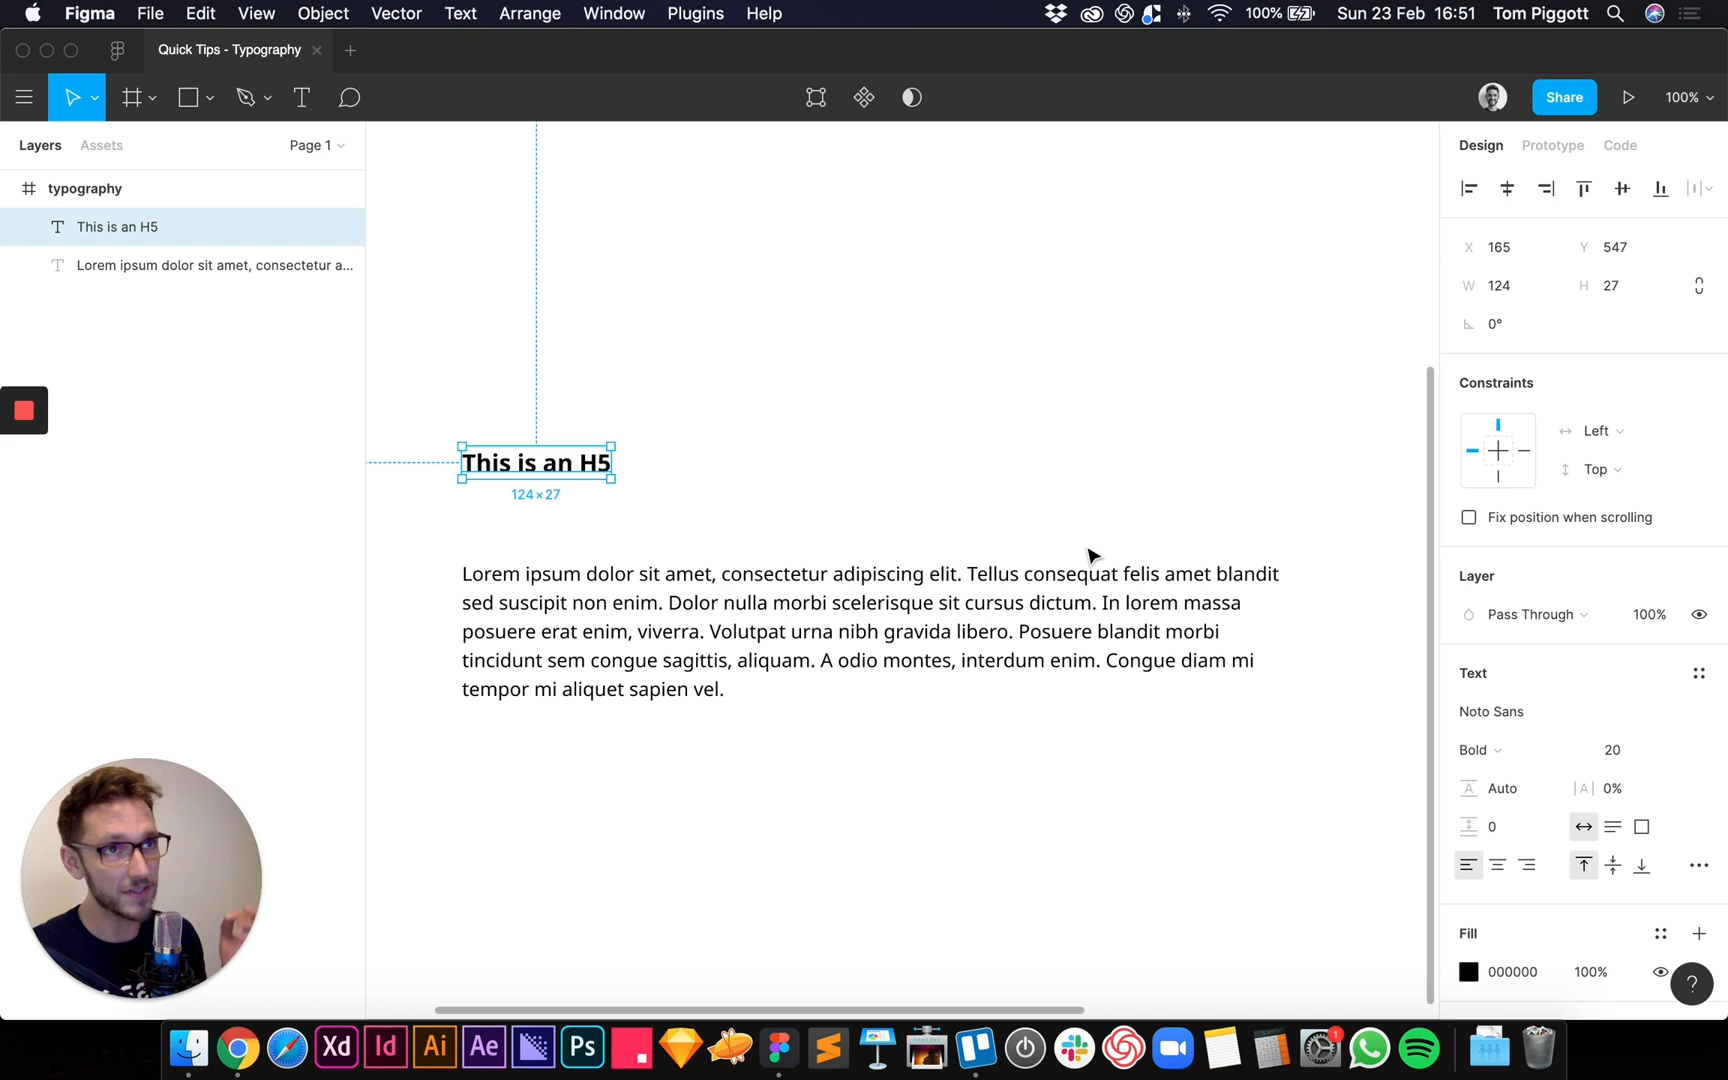 Figma File Edit View Object Vector Text Arrange Window Plugins Help 100% Sun 23 Feb 16:51 Tom Piggott
Quick Tips - Typography
Share 100%
Layers Assets Page 1
typography
This is an H5
Lorem ipsum dolor sit amet, consectetur a...
This is an H5
124 × 27
Lorem ipsum dolor sit amet, consectetur adipiscing elit. Tellus consequat felis amet blandit
sed suscipit non enim. Dolor nulla morbi scelerisque sit cursus dictum. In lorem massa
posuere erat enim, viverra. Volutpat urna nibh gravida libero. Posuere blandit morbi
tincidunt sem congue sagittis, aliquam. A odio montes, interdum enim. Congue diam mi
tempor mi aliquet sapien vel.
Design Prototype Code
X 165 Y 547
W 124 H 27
0°
Constraints
Left
Top
Fix position when scrolling
Layer
Pass Through 100%
Text
Noto Sans
Bold 20
A Auto |A| 0%
0
Fill
000000 100%
?
Xd Id Ai Ae Ps 1